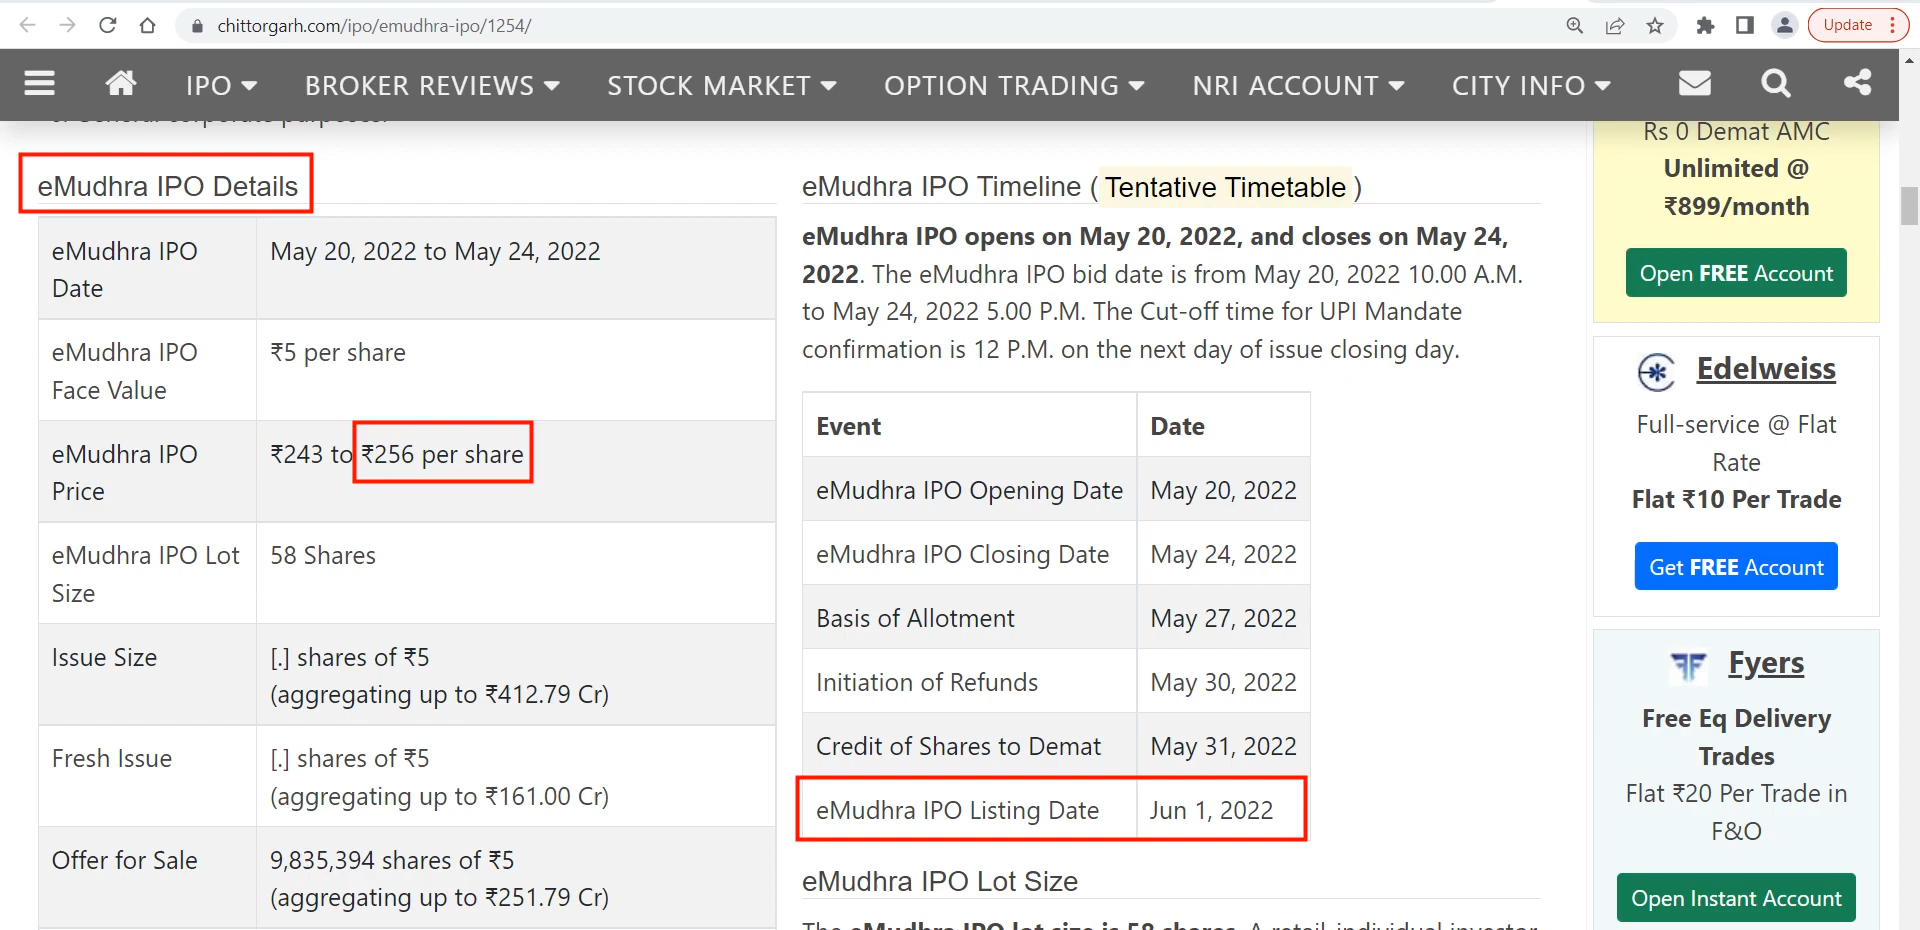 chittorgarh.com/ipo/emudhra-ipo/1254/
Update
IPO
BROKER REVIEWS
STOCK MARKET
OPTION TRADING
NRI ACCOUNT
CITY INFO
eMudhra IPO Details
eMudhra IPO Date
May 20, 2022 to May 24, 2022
eMudhra IPO Face Value
₹5 per share
eMudhra IPO Price
₹243 to ₹256 per share
eMudhra IPO Lot Size
58 Shares
Issue Size
[.] shares of ₹5
(aggregating up to ₹412.79 Cr)
Fresh Issue
[.] shares of ₹5
(aggregating up to ₹161.00 Cr)
Offer for Sale
9,835,394 shares of ₹5
(aggregating up to ₹251.79 Cr)
eMudhra IPO Timeline (Tentative Timetable)
eMudhra IPO opens on May 20, 2022, and closes on May 24,
2022. The eMudhra IPO bid date is from May 20, 2022 10.00 A.M.
to May 24, 2022 5.00 P.M. The Cut-off time for UPI Mandate
confirmation is 12 P.M. on the next day of issue closing day.
Event Date
eMudhra IPO Opening Date May 20, 2022
eMudhra IPO Closing Date May 24, 2022
Basis of Allotment May 27, 2022
Initiation of Refunds May 30, 2022
Credit of Shares to Demat May 31, 2022
eMudhra IPO Listing Date Jun 1, 2022
eMudhra IPO Lot Size
The eMudhra IPO lot size is 58 shares. A retail-individual investor
Rs 0 Demat AMC
Unlimited @
₹899/month
Open FREE Account
Edelweiss
Full-service @ Flat
Rate
Flat ₹10 Per Trade
Get FREE Account
Fyers
Free Eq Delivery
Trades
Flat ₹20 Per Trade in
F&O
Open Instant Account